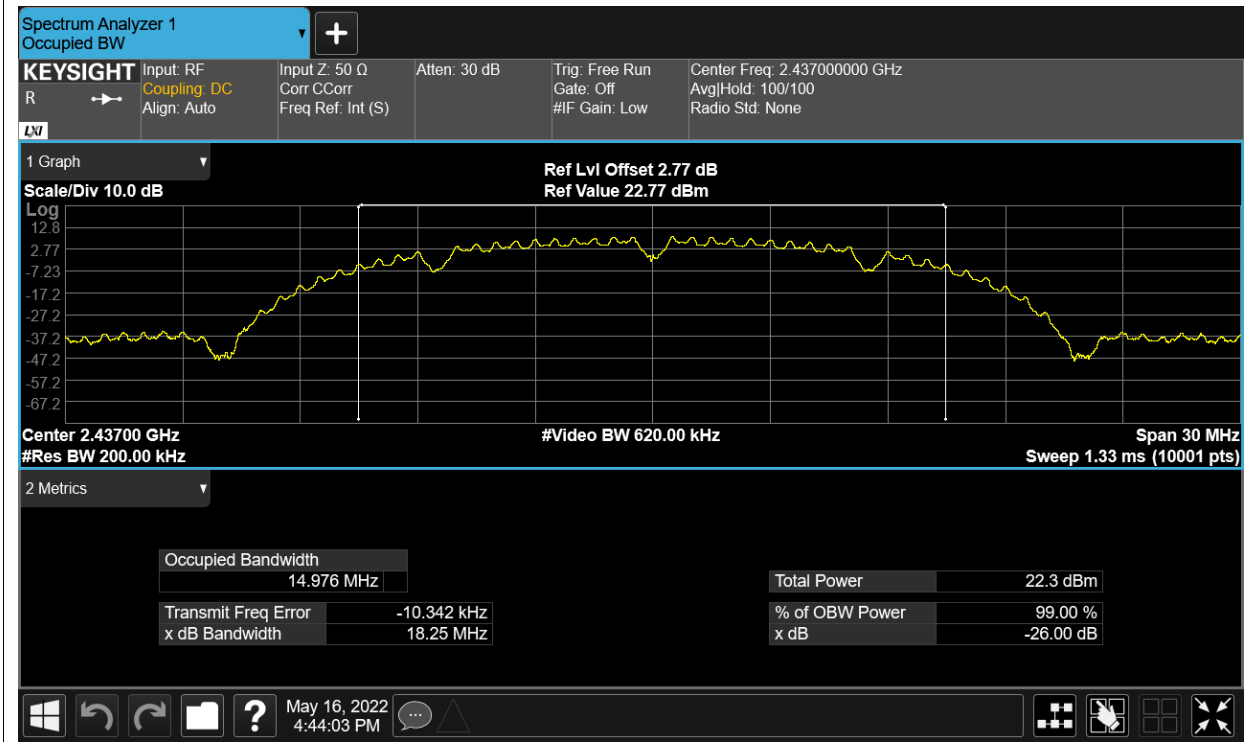 Spectrum Analyzer 1
Occupied BW
KEYSIGHT
R
LXI
Input: RF
Coupling: DC
Align: Auto
Input Z: 50 Ω
Corr CCorr
Freq Ref: Int (S)
Atten: 30 dB
Trig: Free Run
Gate: Off
#IF Gain: Low
Center Freq: 2.437000000 GHz
Avg|Hold: 100/100
Radio Std: None
1 Graph
Scale/Div 10.0 dB
Ref Lvl Offset 2.77 dB
Ref Value 22.77 dBm
Log
12.8
2.77
-7.23
-17.2
-27.2
-37.2
-47.2
-57.2
-67.2
Center 2.43700 GHz
#Video BW 620.00 kHz
Span 30 MHz
#Res BW 200.00 kHz
Sweep 1.33 ms (10001 pts)
2 Metrics
Occupied Bandwidth
14.976 MHz
Total Power 22.3 dBm
Transmit Freq Error -10.342 kHz
% of OBW Power 99.00 %
x dB Bandwidth 18.25 MHz
x dB -26.00 dB
?
May 16, 2022
4:44:03 PM